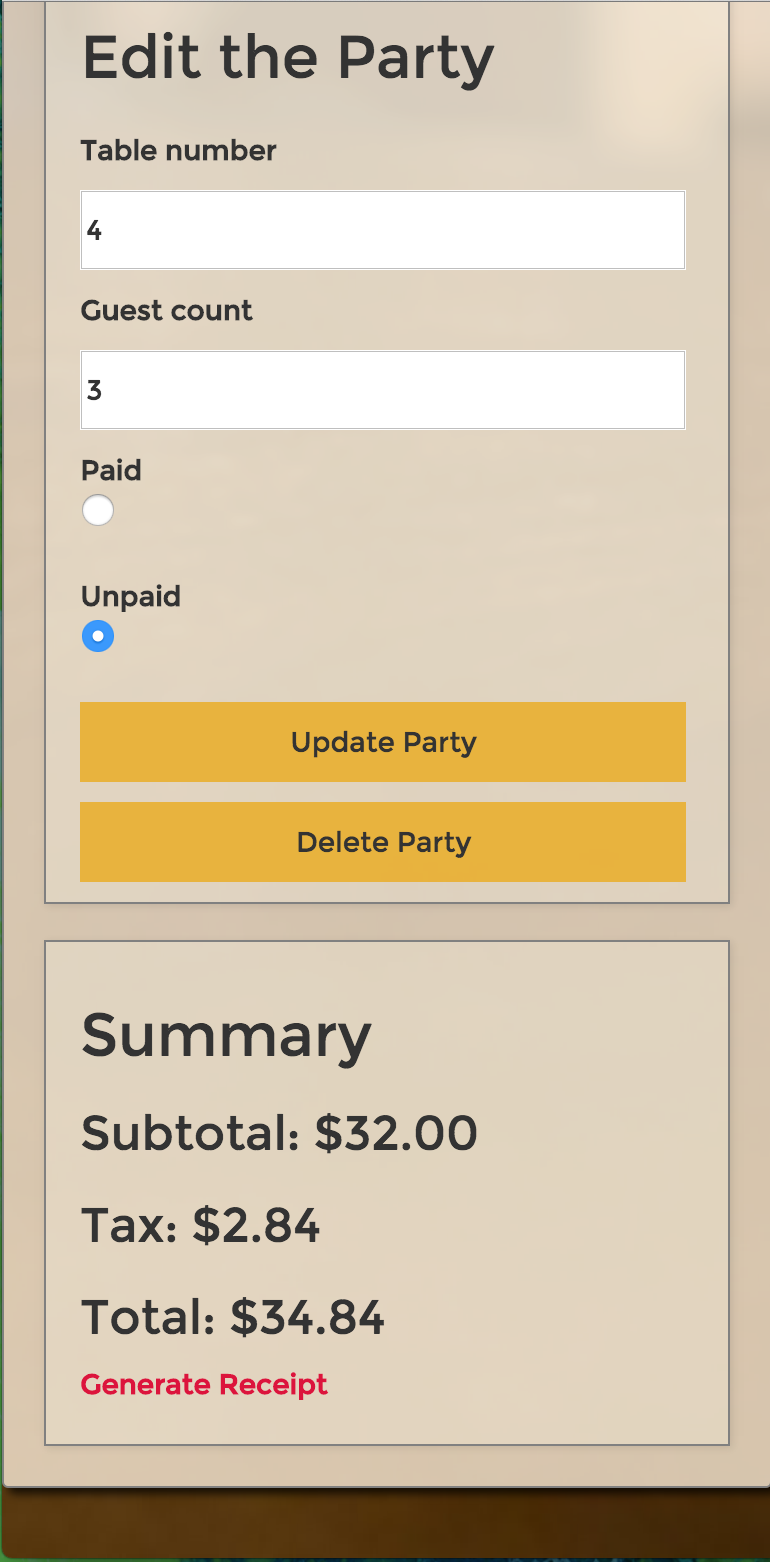 Edit the Party
Table number
4
Guest count
3
Paid
Unpaid
Update Party
Delete Party
Summary
Subtotal: $32.00
Tax: $2.84
Total: $34.84
Generate Receipt